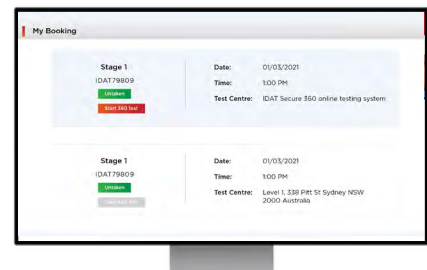 My Booking
Stage 1
IDAT79809
Untaken
Start 360 test
Date: 01/03/2021
Time: 1:00 PM
Test Centre: IDAT Secure 360 online testing system
Stage 1
IDAT79809
Untaken
Date: 01/03/2021
Time: 1:00 PM
Test Centre: Level 1, 338 Pitt St Sydney NSW
2000 Australia